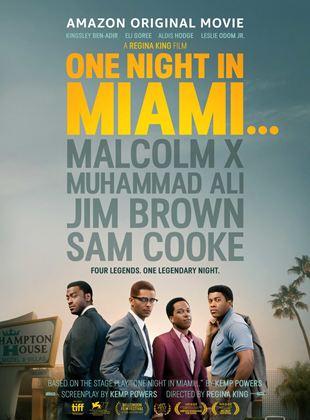 AMAZON ORIGINAL MOVIE
KINGSLEY BEN-ADIR ELI GOREE ALDIS HODGE LESLIE ODOM JR.
A REGINA KING FILM
ONE NIGHT IN
MIAMI...
MALCOLM X
MUHAMMAD ALI
JIM BROWN
SAM COOKE
FOUR LEGENDS. ONE LEGENDARY NIGHT.
HAMPTON
HOUSE
BASED ON THE STAGE PLAY "ONE NIGHT IN MIAMI..." BY KEMP POWERS
SCREENPLAY BY KEMP POWERS DIRECTED BY REGINA KING
tiff